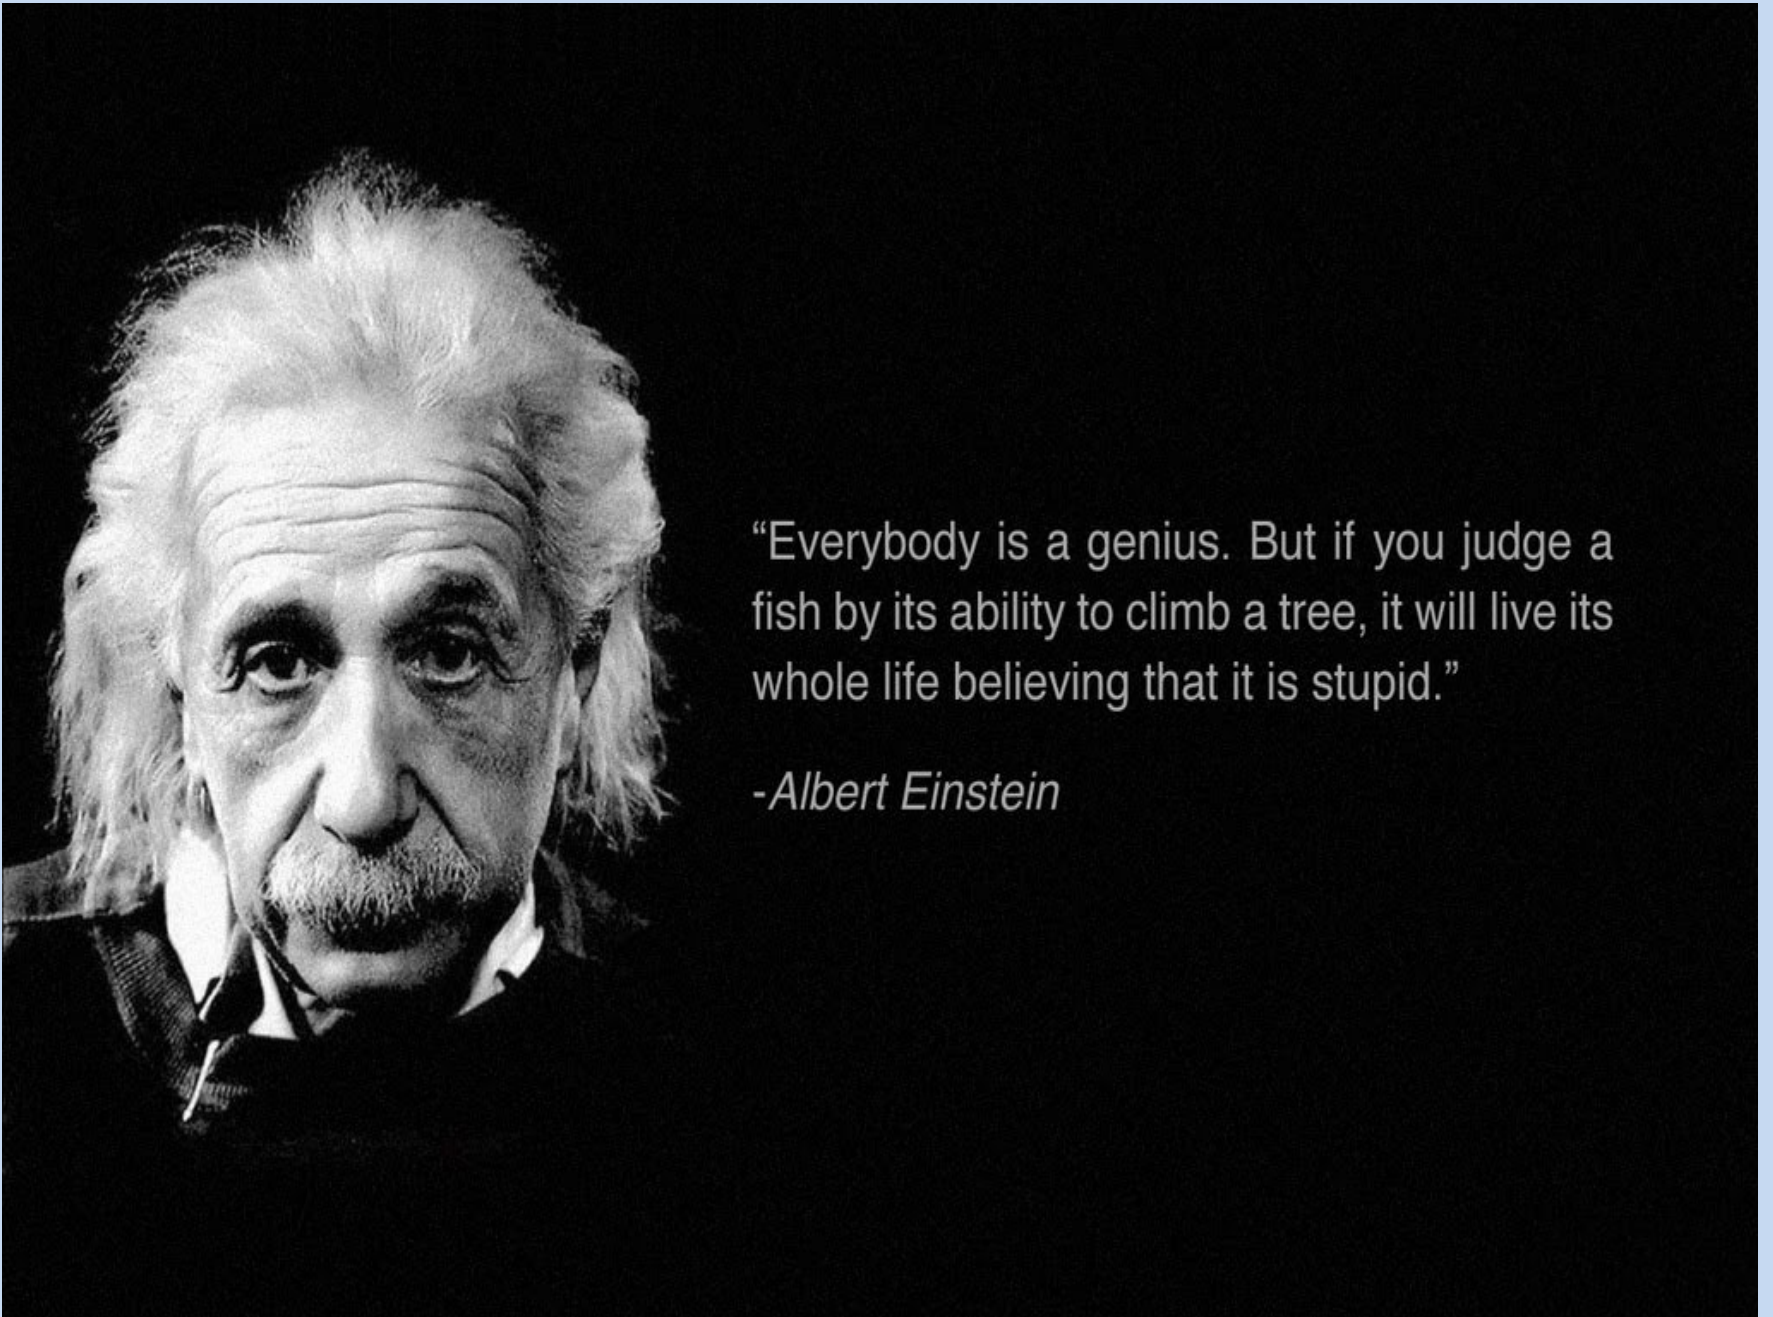 “Everybody is a genius. But if you judge a
fish by its ability to climb a tree, it will live its
whole life believing that it is stupid.”
-Albert Einstein